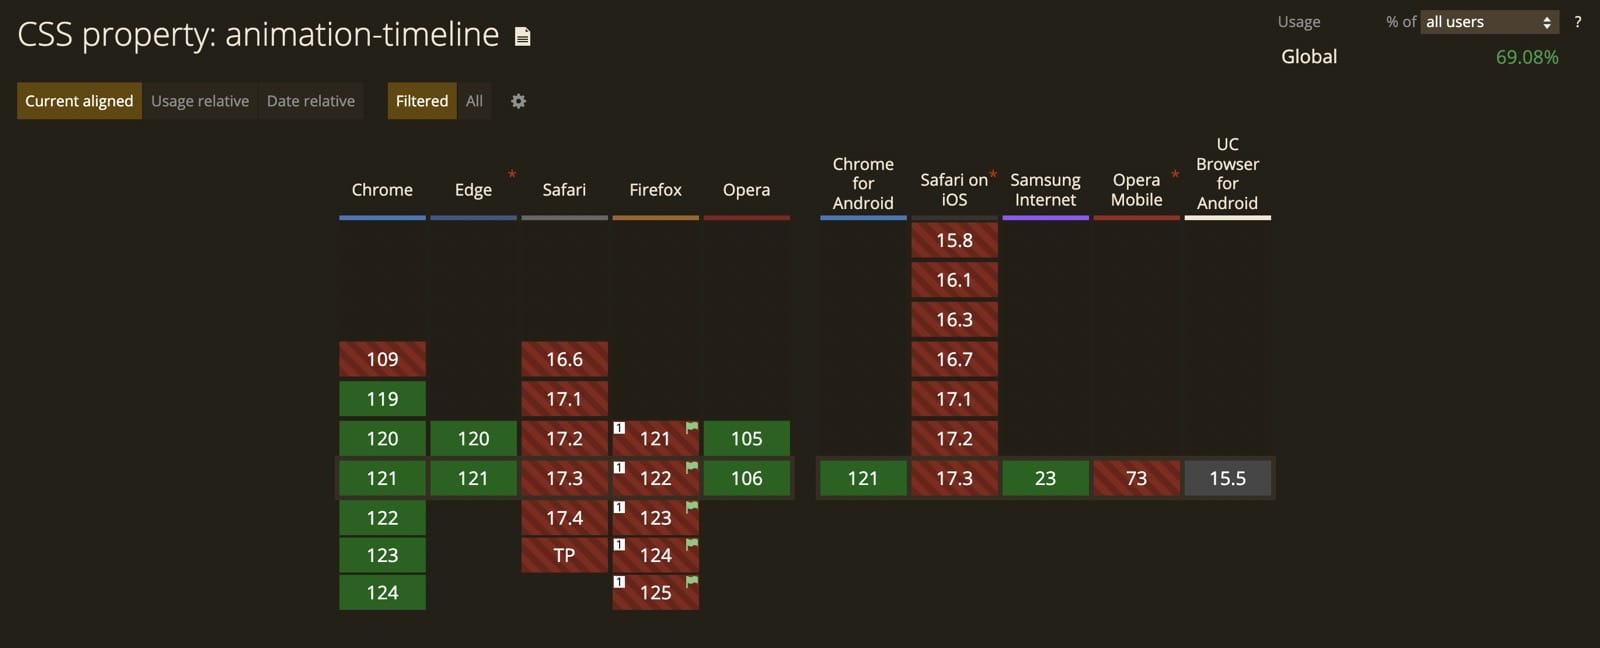 CSS property: animation-timeline
Usage % of all users ?
Global 69.08%
Current aligned Usage relative Date relative Filtered All
Chrome Edge * Safari Firefox Opera Chrome for Android Safari on iOS * Samsung Internet Opera Mobile * UC Browser for Android
15.8
16.1
16.3
109 16.6 16.7
119 17.1 17.1
120 120 17.2 1 121 105 17.2
121 121 17.3 1 122 106 121 17.3 23 73 15.5
122 17.4 1 123
123 TP 1 124
124 1 125